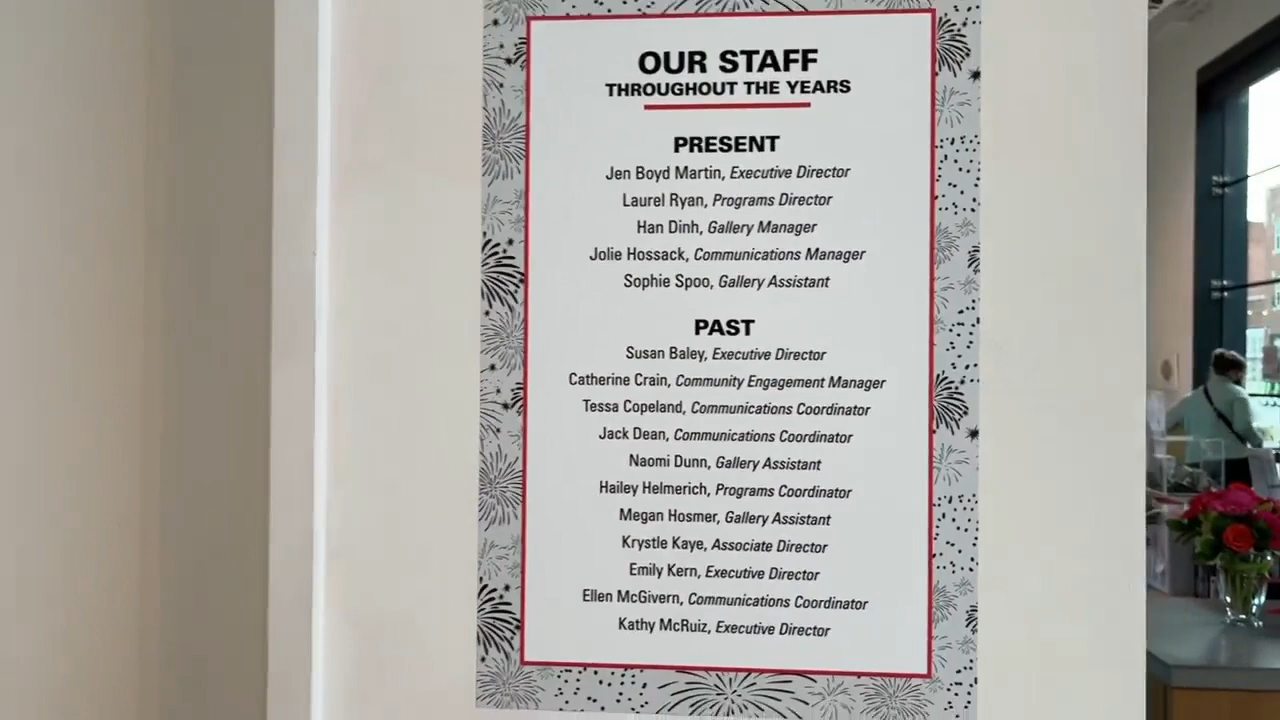 OUR STAFF
THROUGHOUT THE YEARS
PRESENT
Jen Boyd Martin, Executive Director
Laurel Ryan, Programs Director
Han Dinh, Gallery Manager
Jolie Hossack, Communications Manager
Sophie Spoo, Gallery Assistant
PAST
Susan Baley, Executive Director
Catherine Crain, Community Engagement Manager
Tessa Copeland, Communications Coordinator
Jack Dean, Communications Coordinator
Naomi Dunn, Gallery Assistant
Hailey Helmerich, Programs Coordinator
Megan Hosmer, Gallery Assistant
Krystle Kaye, Associate Director
Emily Kern, Executive Director
Ellen McGivern, Communications Coordinator
Kathy McRuiz, Executive Director